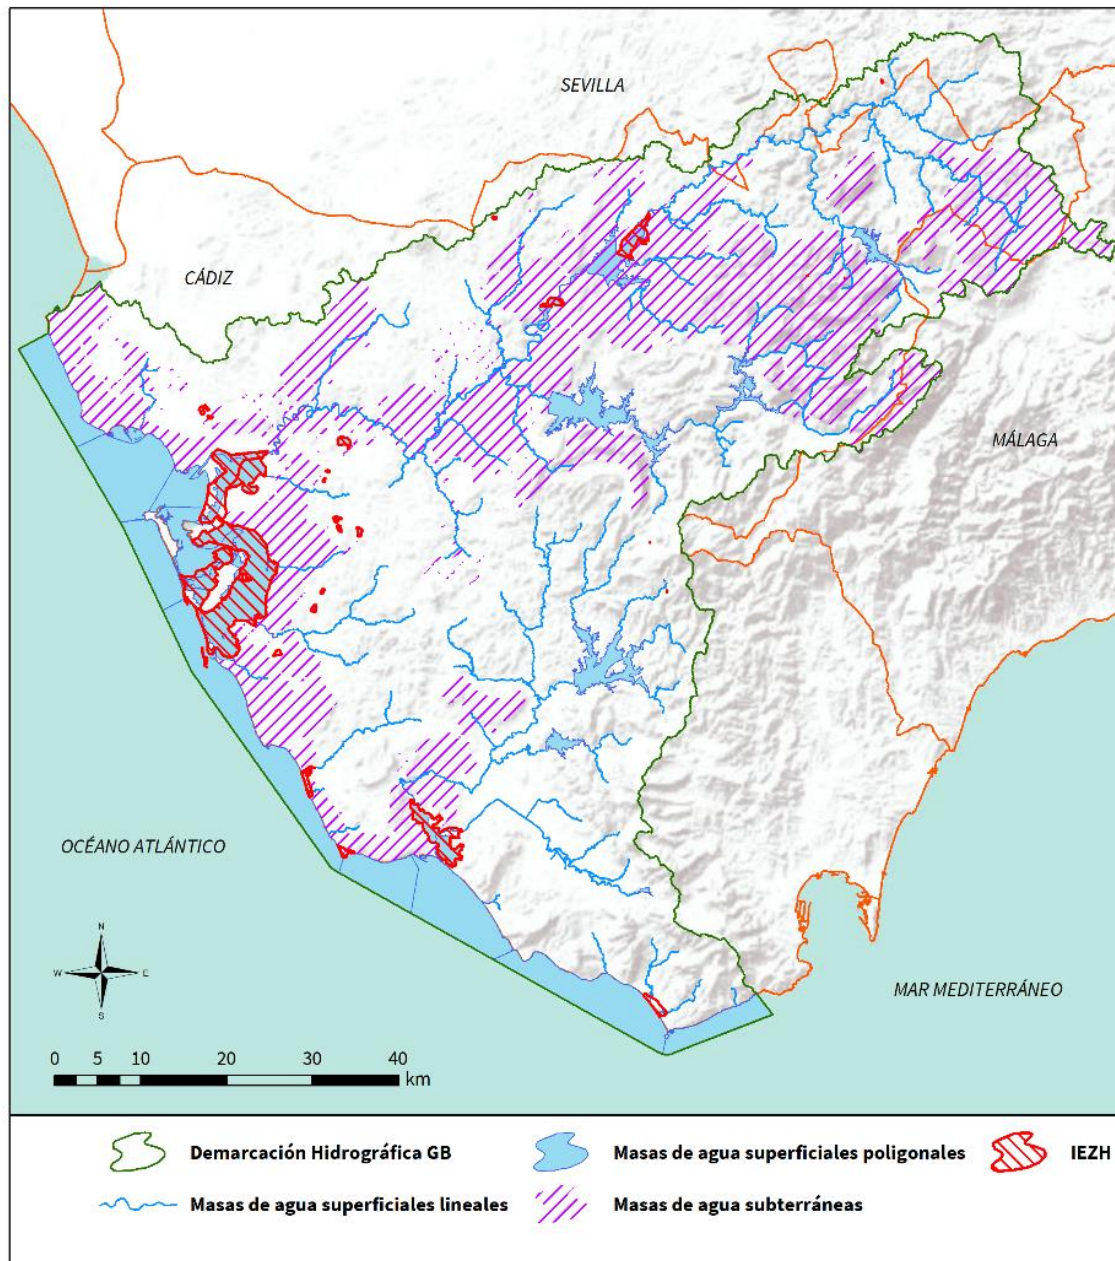 SEVILLA
CÁDIZ
MÁLAGA
OCÉANO ATLÁNTICO
N
W E
S
MAR MEDITERRÁNEO
0 5 10 20 30 40
km
Demarcación Hidrográfica GB
Masas de agua superficiales poligonales
IEZH
Masas de agua superficiales lineales
Masas de agua subterráneas